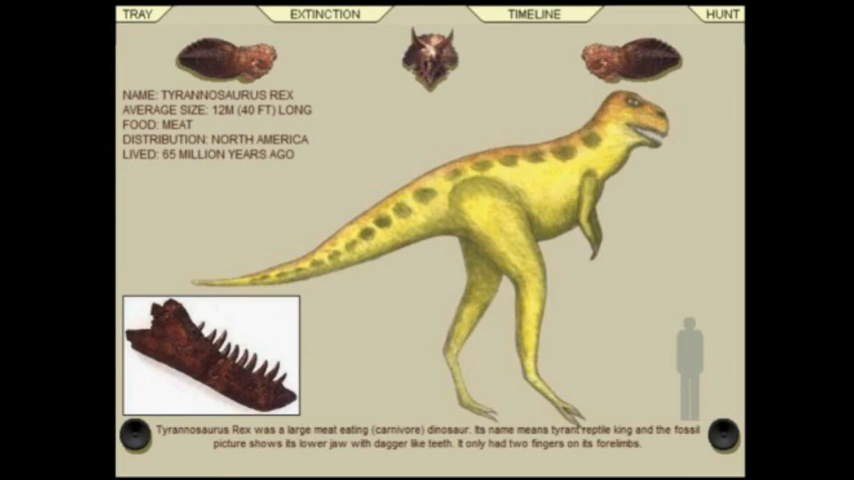 TRAY
EXTINCTION
TIMELINE
HUNT
NAME: TYRANNOSAURUS REX
AVERAGE SIZE: 12M (40 FT) LONG
FOOD: MEAT
DISTRIBUTION: NORTH AMERICA
LIVED: 65 MILLION YEARS AGO
Tyrannosaurus Rex was a large meat eating (carnivore) dinosaur. Its name means tyrant reptile king and the fossil
picture shows its lower jaw with dagger like teeth. It only had two fingers on its forelimbs.